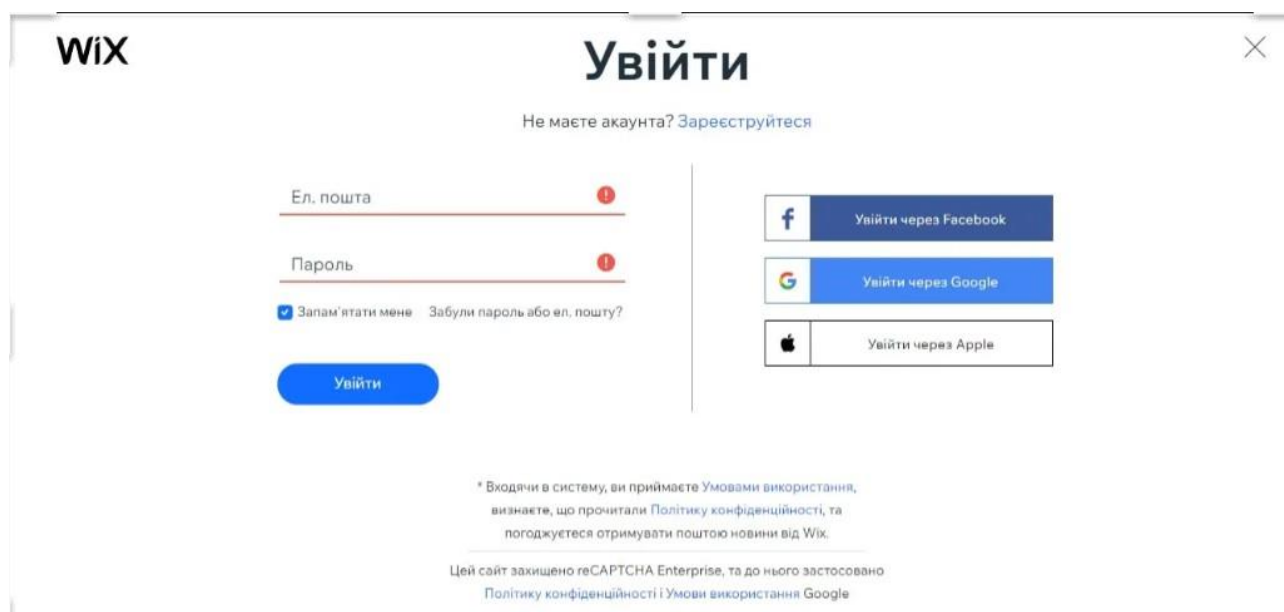 WiX
Увійти
Не маєте акаунта? Зареєструйтеся
Ел. пошта
Пароль
Запам'ятати мене Забули пароль або ел. пошту?
Увійти
Увійти через Facebook
Увійти через Google
Увійти через Apple
* Входячи в систему, ви приймаєте Умовами використання,
визнаєте, що прочитали Політику конфіденційності, та
погоджуєтеся отримувати поштою новини від Wix.
Цей сайт захищено reCAPTCHA Enterprise, та до нього застосовано
Політику конфіденційності і Умови використання Google